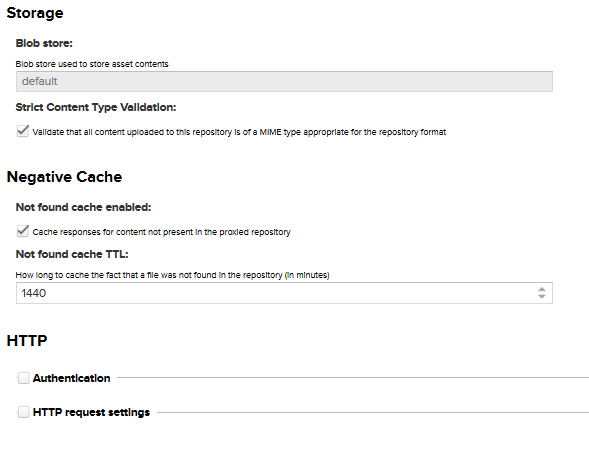 Storage
Blob store:
Blob store used to store asset contents
default
Strict Content Type Validation:
Validate that all content uploaded to this repository is of a MIME type appropriate for the repository format
Negative Cache
Not found cache enabled:
Cache responses for content not present in the proxied repository
Not found cache TTL:
How long to cache the fact that a file was not found in the repository (in minutes)
1440
HTTP
Authentication
HTTP request settings